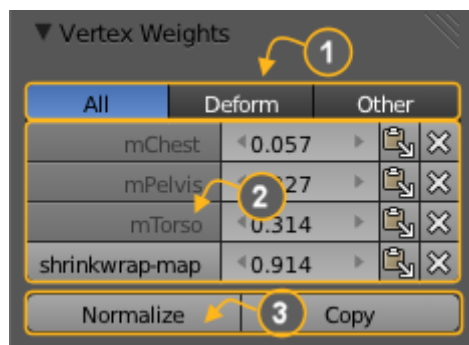 ▼ Vertex Weights
1
All Deform Other
mChest 0.057
mPelvis 27
2
mTorso 0.314
shrinkwrap-map 0.914
Normalize 3 Copy